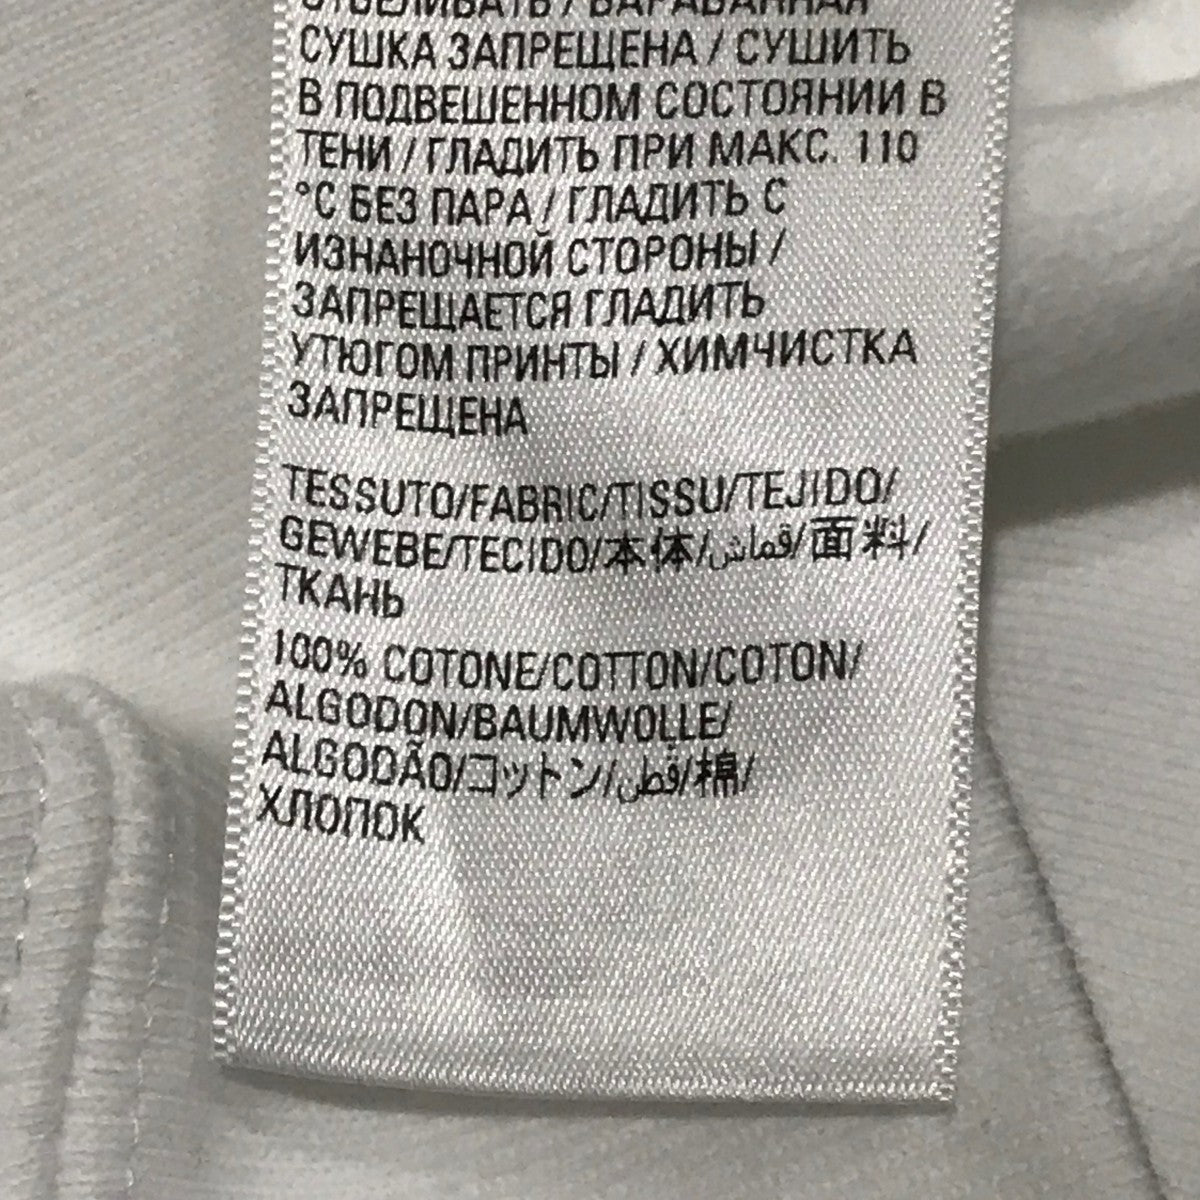 ОТБЕЛИВАТЬ / БАРАБАННАЯ
СУШКА ЗАПРЕЩЕНА / СУШИТЬ
В ПОДВЕШЕННОМ СОСТОЯНИИ В
ТЕНИ / ГЛАДИТЬ ПРИ МАКС. 110
°C БЕЗ ПАРА / ГЛАДИТЬ С
ИЗНАНОЧНОЙ СТОРОНЫ /
ЗАПРЕЩАЕТСЯ ГЛАДИТЬ
УТЮГОМ ПРИНТЫ / ХИМЧИСТКА
ЗАПРЕЩЕНА
TESSUTO/FABRIC/TISSU/TEJIDO/
GEWEBE/TECIDO/本体/قماش/面料/
ТКАНЬ
100% COTONE/COTTON/COTON/
ALGODON/BAUMWOLLE/
ALGODÃO/コットン/قطن/棉/
ХЛОПОК